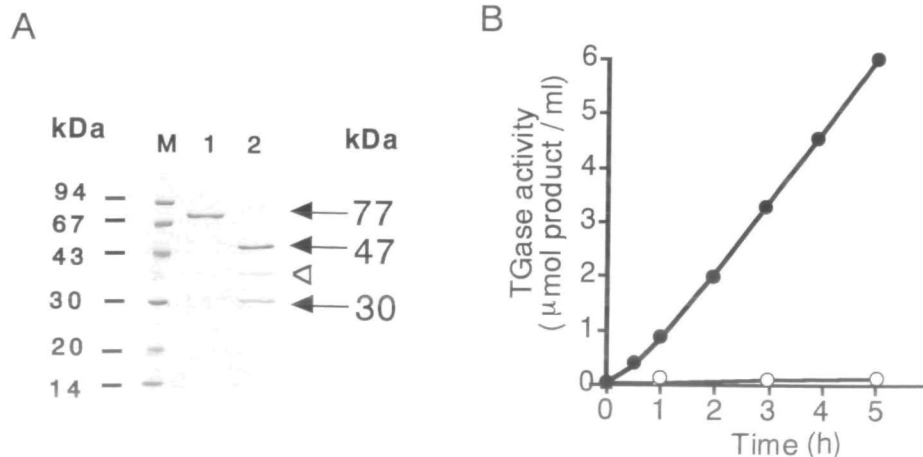 A
kDa M 1 2 kDa
94
67
43
30
20
14
77
47
30
B
TGase activity
(μmol product / ml)
6
5
4
3
2
1
0
0 1 2 3 4 5
Time (h)